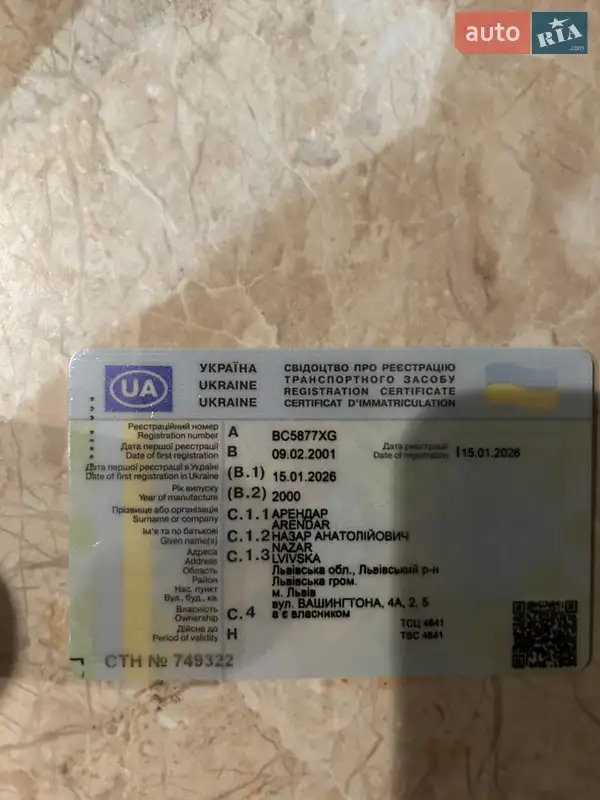 auto RIA .com
УКРАЇНА СВІДОЦТВО ПРО РЕЄСТРАЦІЮ
UKRAINE ТРАНСПОРТНОГО ЗАСОБУ
UA
UKRAINE REGISTRATION CERTIFICATE
CERTIFICAT D'IMMATRICULATION
Реєстраційний номер
Registration number A BC5877XG
Дата першої реєстрації
Date of first registration B 09.02.2001
Дата реєстрації
Date of registration I 15.01.2026
Дата першої реєстрації в Україні
Date of first registration in Ukraine (B.1) 15.01.2026
Рік випуску
Year of manufacture (B.2) 2000
Прізвище або організація
Surname or company C.1.1 АРЕНДАР
ARENDAR
Ім'я та по батькові
Given name(s) C.1.2 НАЗАР АНАТОЛІЙОВИЧ
NAZAR
Адреса
Address C.1.3 LVIVSKA
Область Львівська обл., Львівський р-н
Район Львівська гром.
Нас. пункт м. Львів
Вул., буд., кв. вул. ВАШИНГТОНА, 4А, 2, 5
Власність
Ownership C.4 а є власником
Дійсне до
Period of validity H
ТСЦ 4641
TSC 4641
СТН № 749322